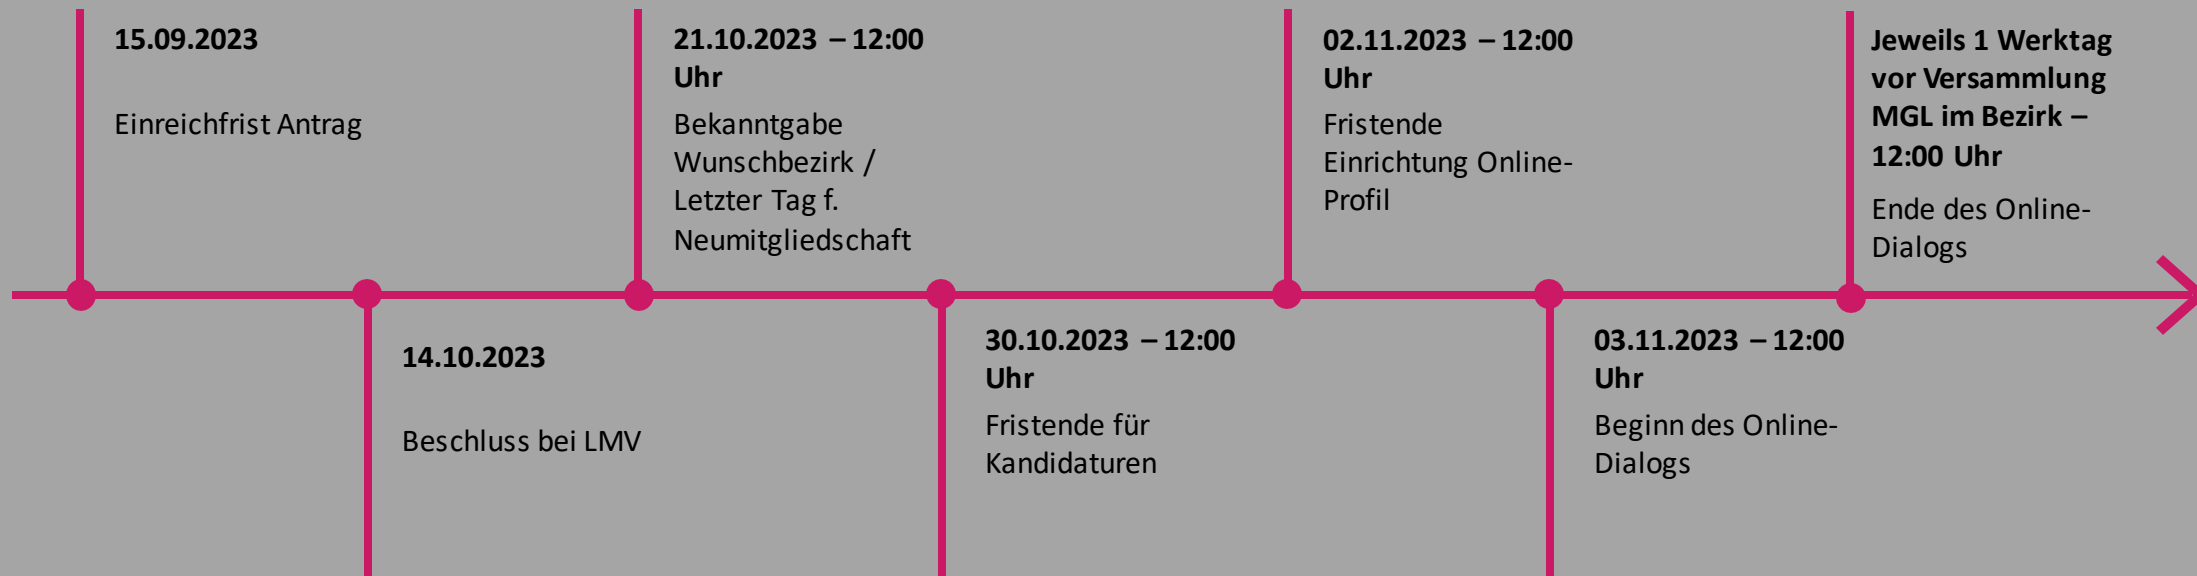 15.09.2023
Einreichfrist Antrag
14.10.2023
Beschluss bei LMV
21.10.2023 – 12:00
Uhr
Bekanntgabe
Wunschbezirk /
Letzter Tag f.
Neumitgliedschaft
30.10.2023 – 12:00
Uhr
Fristende für
Kandidaturen
02.11.2023 – 12:00
Uhr
Fristende
Einrichtung Online-
Profil
03.11.2023 – 12:00
Uhr
Beginn des Online-
Dialogs
Jeweils 1 Werktag
vor Versammlung
MGL im Bezirk –
12:00 Uhr
Ende des Online-
Dialogs